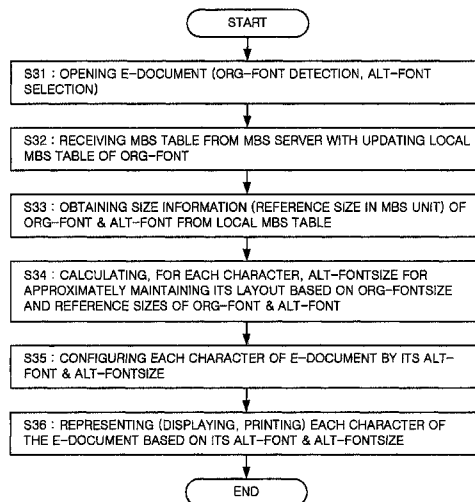 START
S31 : OPENING E-DOCUMENT (ORG-FONT DETECTION, ALT-FONT
SELECTION)
S32 : RECEIVING MBS TABLE FROM MBS SERVER WITH UPDATING LOCAL
MBS TABLE OF ORG-FONT
S33 : OBTAINING SIZE INFORMATION (REFERENCE SIZE IN MBS UNIT) OF
ORG-FONT & ALT-FONT FROM LOCAL MBS TABLE
S34 : CALCULATING, FOR EACH CHARACTER, ALT-FONTSIZE FOR
APPROXIMATELY MAINTAINING ITS LAYOUT BASED ON ORG-FONTSIZE
AND REFERENCE SIZES OF ORG-FONT & ALT-FONT
S35 : CONFIGURING EACH CHARACTER OF E-DOCUMENT BY ITS ALT-
FONT & ALT-FONTSIZE
S36 : REPRESENTING (DISPLAYING, PRINTING) EACH CHARACTER OF
THE E-DOCUMENT BASED ON ITS ALT-FONT & ALT-FONTSIZE
END